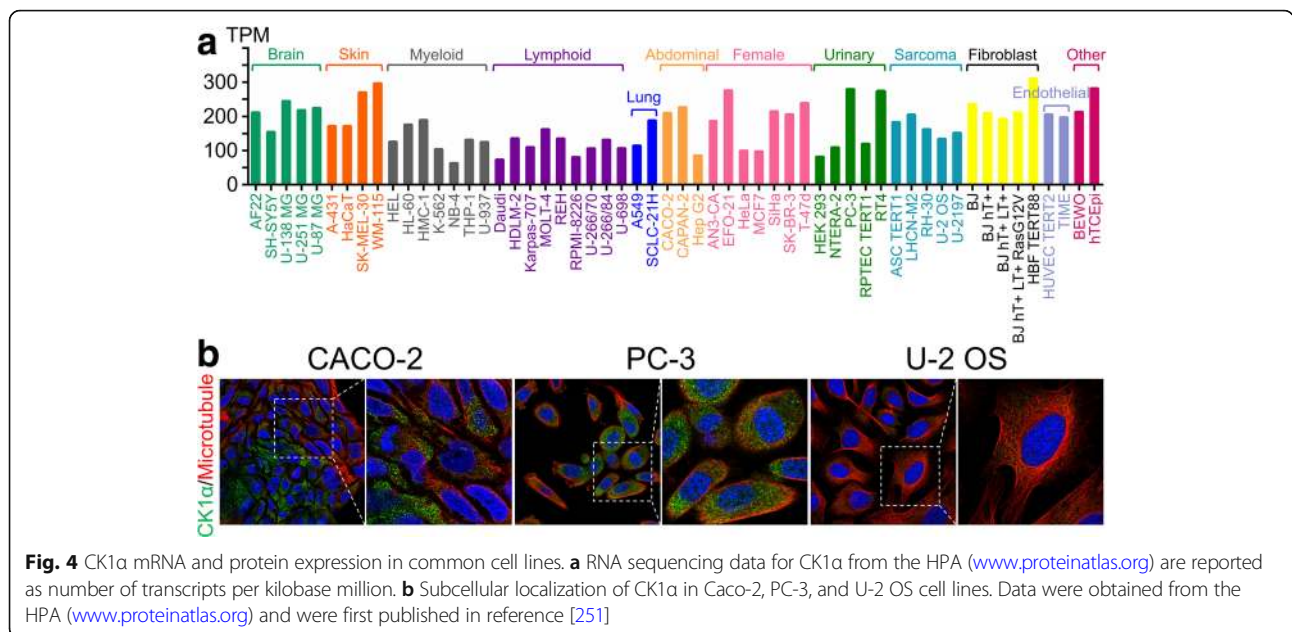 a TPM
Brain Skin Myeloid Lymphoid Abdominal Female Urinary Sarcoma Fibroblast Other
Lung Endothelial
300
200
100
0
AF22
SH-SY5Y
U-138 MG
U-251 MG
U-87 MG
A-431
HaCaT
SK-MEL-30
WM-115
HEL
HL-60
HMC-1
K-562
NB-4
THP-1
U-937
Daudi
HDLM-2
Karpas-707
MOLT-4
REH
RPMI-8226
U-266/70
U-266/84
U-698
A549
SCLC-21H
CACO-2
CAPAN-2
Hep G2
AN3-CA
EFO-21
HeLa
MCF7
SiHa
SK-BR-3
T-47d
HEK 293
NTERA-2
PC-3
RPTEC TERT1
RT4
ASC TERT1
LHCN-M2
RH-30
U-2 OS
U-2197
BJ
BJ hT+
BJ hT+ LT+
BJ hT+ LT+ RasG12V
HBF TERT88
HUVEC TERT2
TIME
BEWO
hTCEpi
b CACO-2 PC-3 U-2 OS
CK1α/Microtubule
Fig. 4 CK1α mRNA and protein expression in common cell lines. a RNA sequencing data for CK1α from the HPA (www.proteinatlas.org) are reported
as number of transcripts per kilobase million. b Subcellular localization of CK1α in Caco-2, PC-3, and U-2 OS cell lines. Data were obtained from the
HPA (www.proteinatlas.org) and were first published in reference [251]